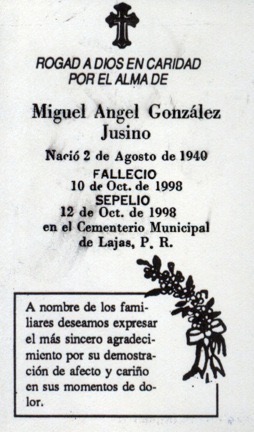 ROGAD A DIOS EN CARIDAD
POR EL ALMA DE
Miguel Angel González
Jusino
Nació 2 de Agosto de 1940
FALLECIO
10 de Oct. de 1998
SEPELIO
12 de Oct. de 1998
en el Cementerio Municipal
de Lajas, P. R.
A nombre de los fami-
liares deseamos expresar
el más sincero agradeci-
miento por su demostra-
ción de afecto y cariño
en sus momentos de do-
lor.